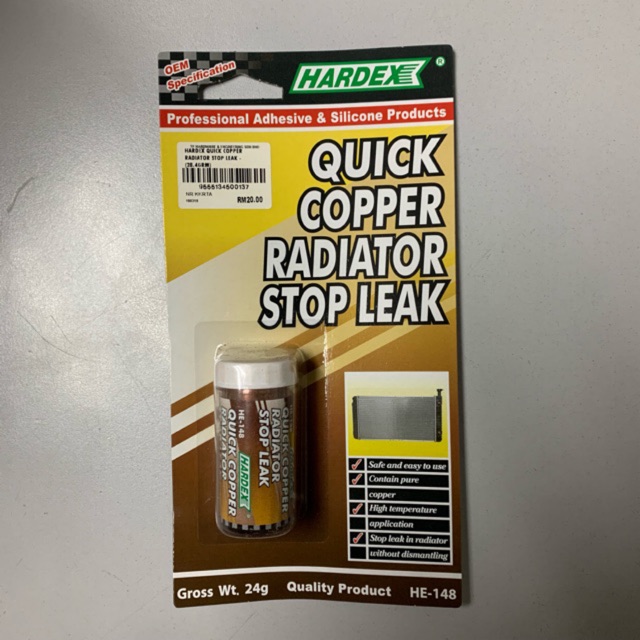 OEM
Specification
HARDEX®
Professional Adhesive & Silicone Products
HARDEX QUICK COPPER
RADIATOR STOP LEAK -
9555134500137
RM20.00
QUICK
COPPER
RADIATOR
STOP LEAK
QUICK COPPER
RADIATOR
STOP LEAK
HARDEX
HE-148
QUICK COPPER
RADIATOR
Safe and easy to use
Contain pure
copper
High temperature
application
Stop leak in radiator
without dismantling
Gross Wt. 24g Quality Product HE-148